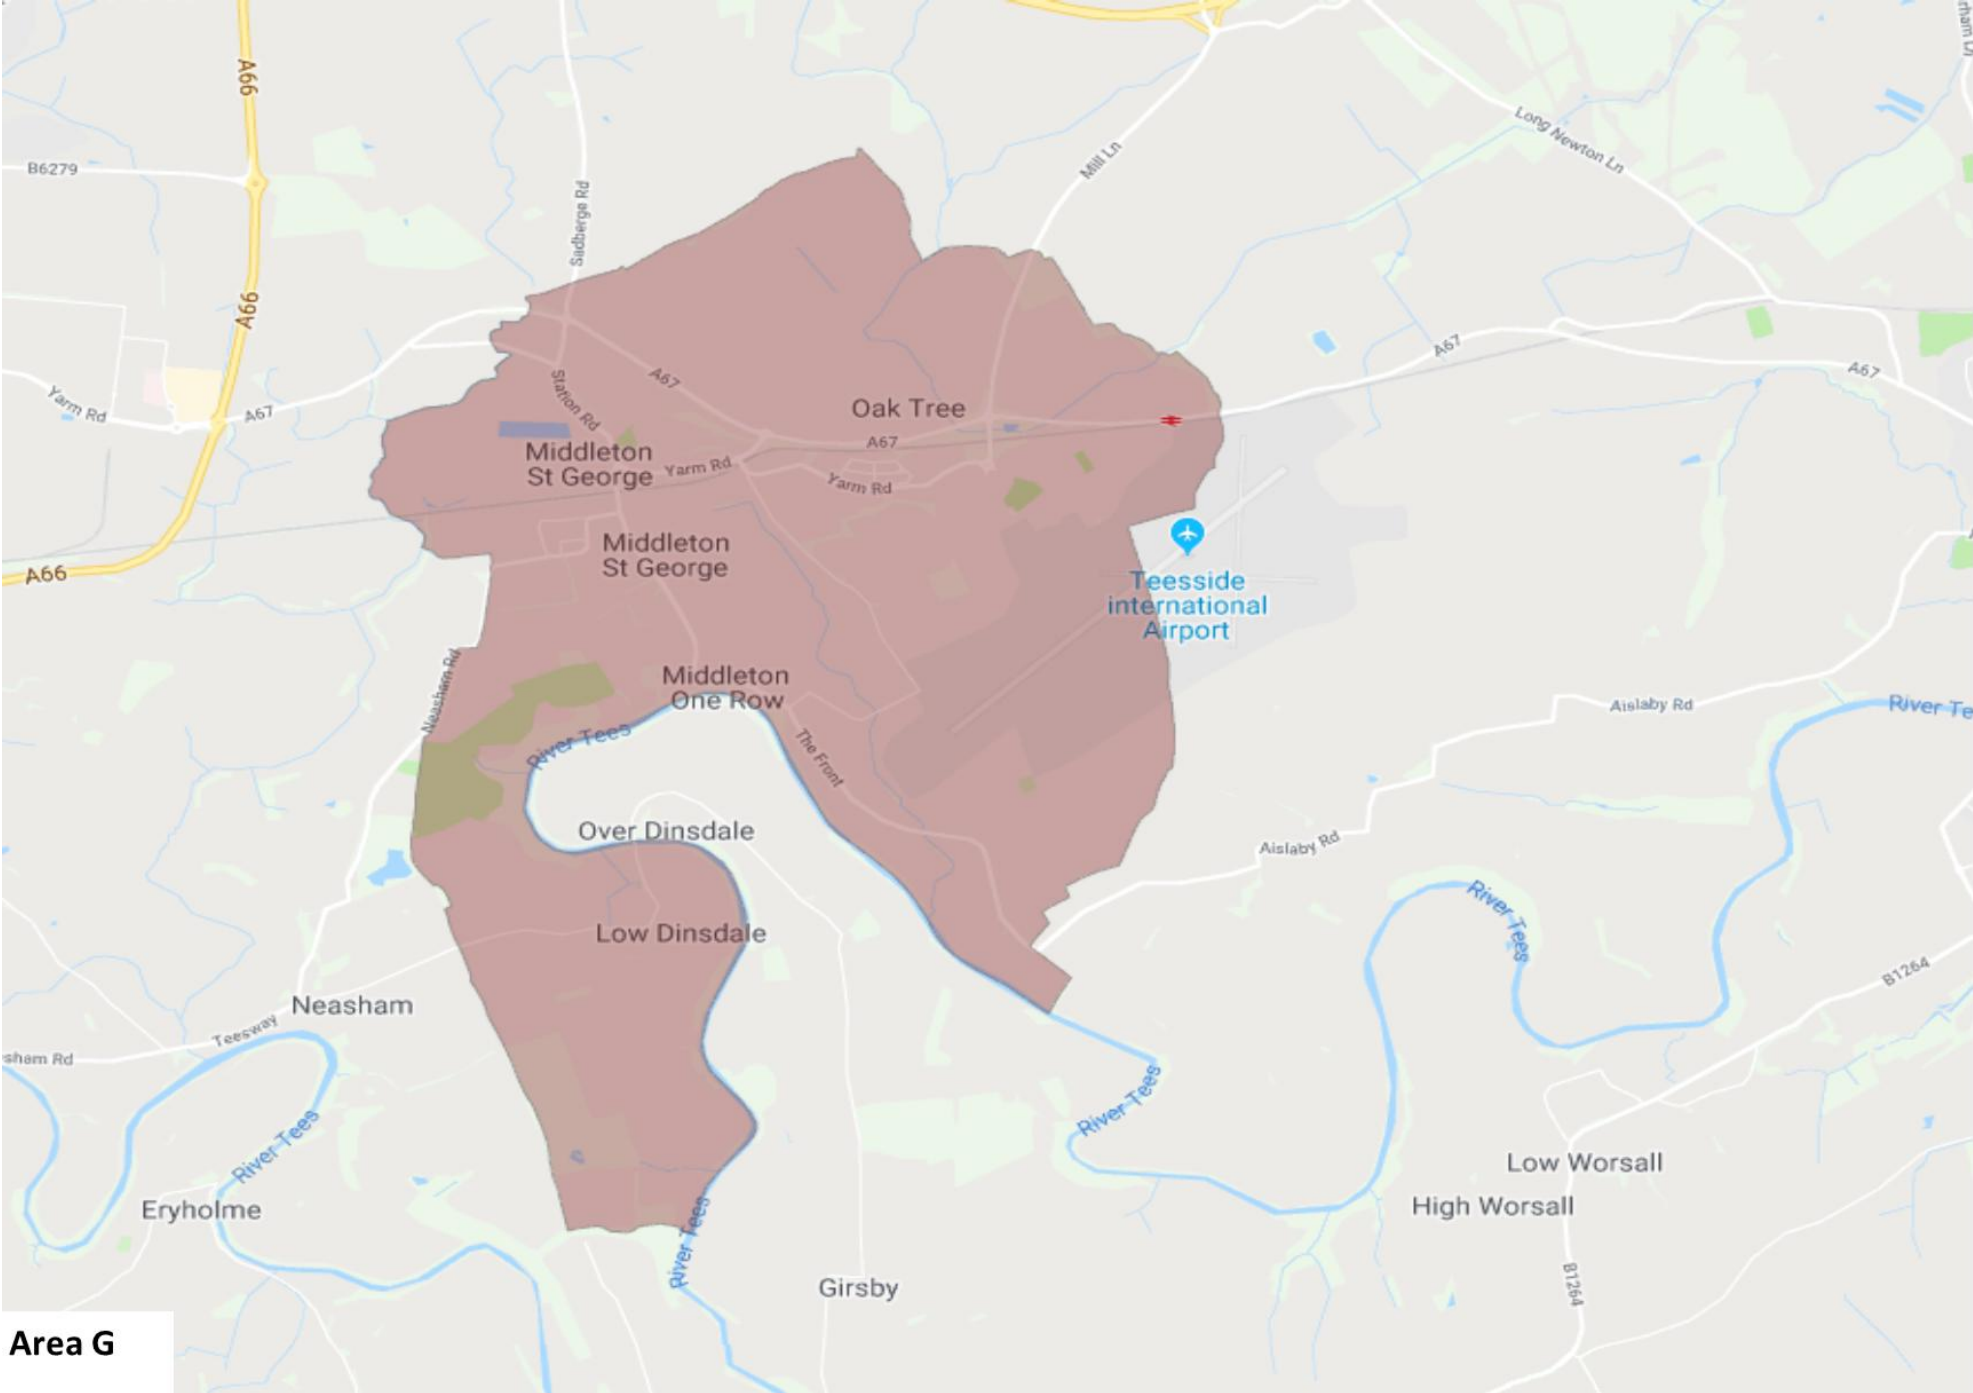 A66
B6279
Mill Ln
Long Newton Ln
Sadberge Rd
A66
A67
A67
Yarm Rd
A67
Station Rd
A67
Oak Tree
A67
Middleton
St George
Yarm Rd
Yarm Rd
Middleton
St George
A66
Teesside
international
Airport
Neasham Rd
Middleton
One Row
River Tees
The Front
Aislaby Rd
River Te
Over Dinsdale
Aislaby Rd
River Tees
Low Dinsdale
B1264
Neasham
Teesway
sham Rd
River Tees
River Tees
Low Worsall
High Worsall
Eryholme
River Tees
Girsby
B1264
Area G